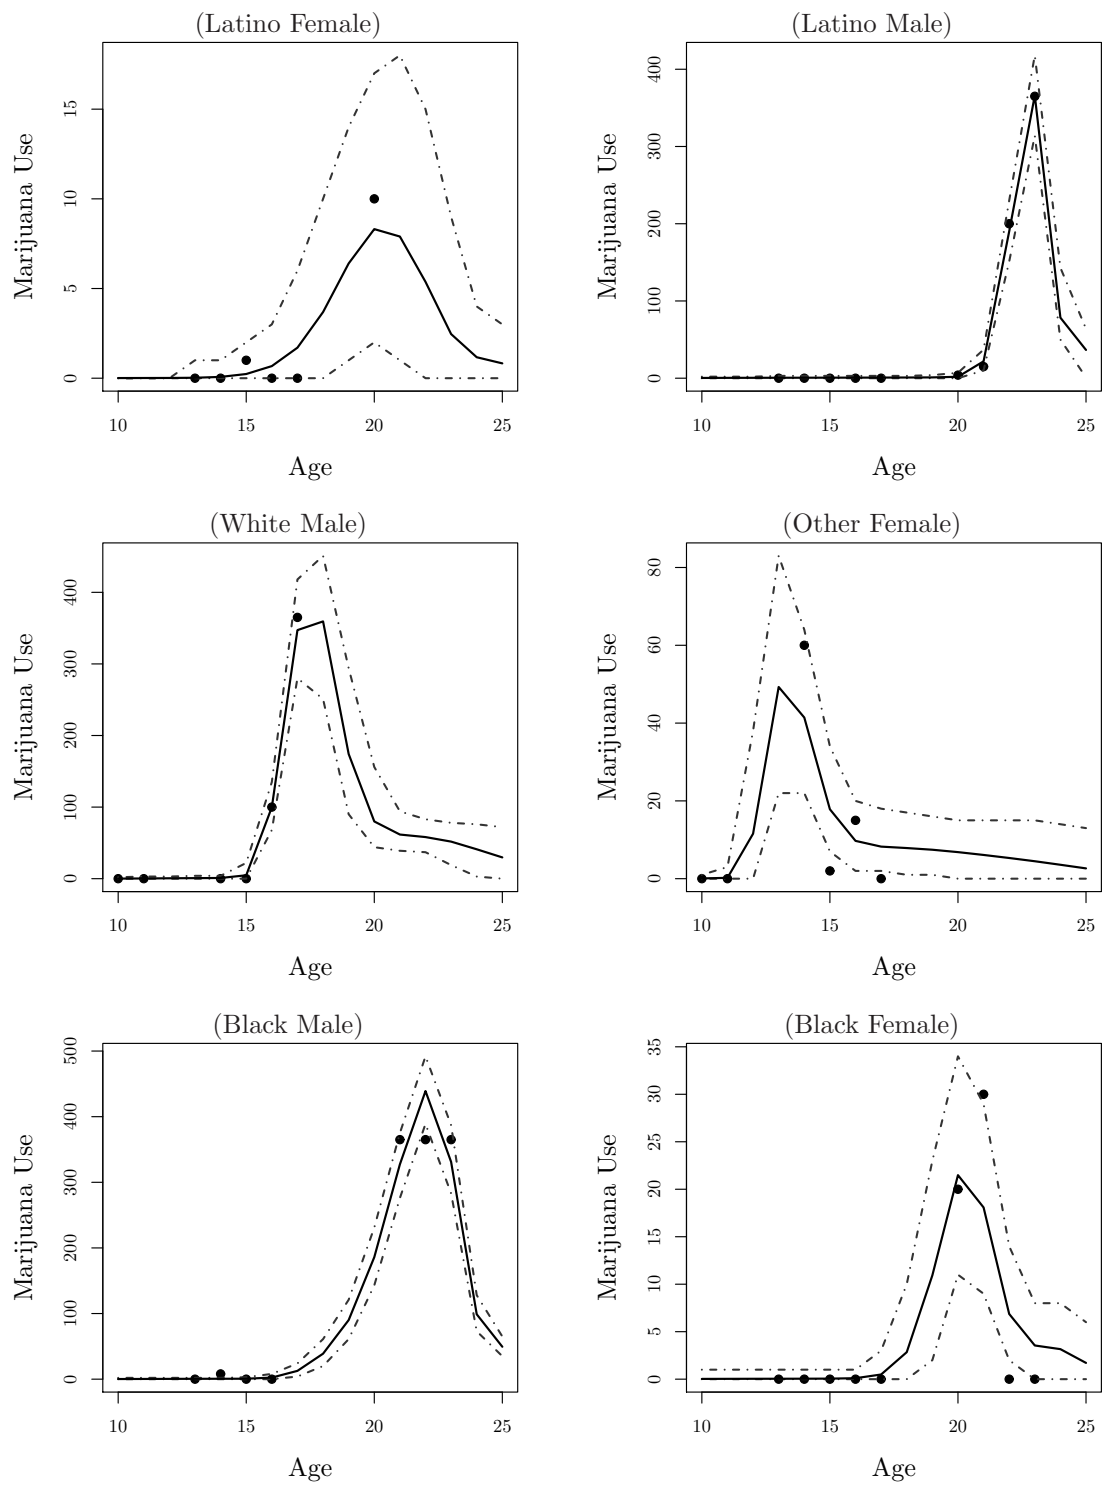 (Latino Female)
(Latino Male)
Marijuana Use
0 5 10 15
10 15 20 25
Age
Marijuana Use
0 100 200 300 400
10 15 20 25
Age
(White Male)
(Other Female)
Marijuana Use
0 100 200 300 400
10 15 20 25
Age
Marijuana Use
0 20 40 60 80
10 15 20 25
Age
(Black Male)
(Black Female)
Marijuana Use
0 100 200 300 400 500
10 15 20 25
Age
Marijuana Use
0 5 10 15 20 25 30 35
10 15 20 25
Age